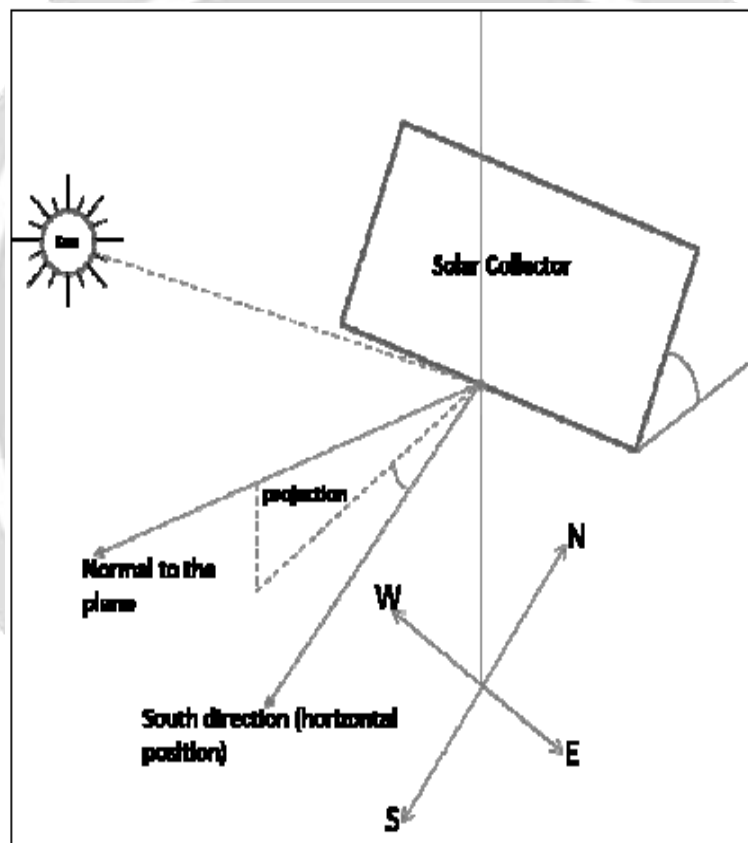 Sun
Solar Collector
projection
Normal to the
plane
N
W
South direction (horizontal
position)
E
S